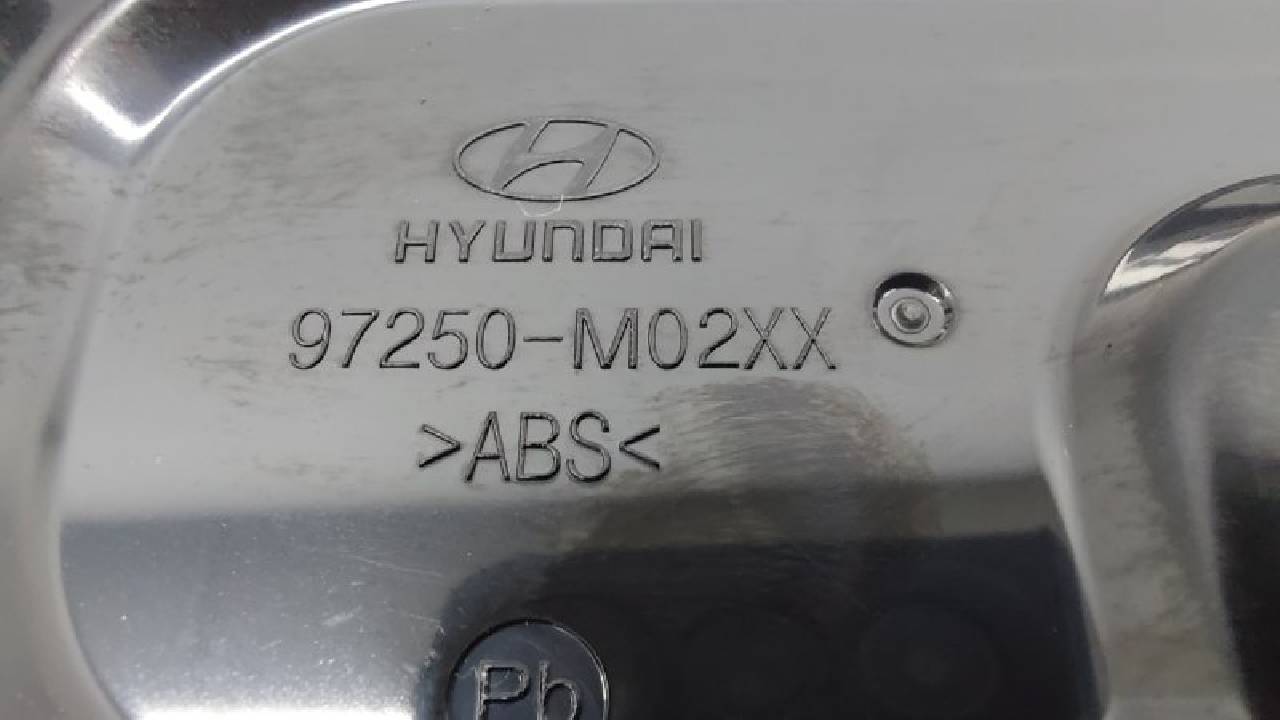 HYUNDAI
97250-M02XX
>ABS<
Pb